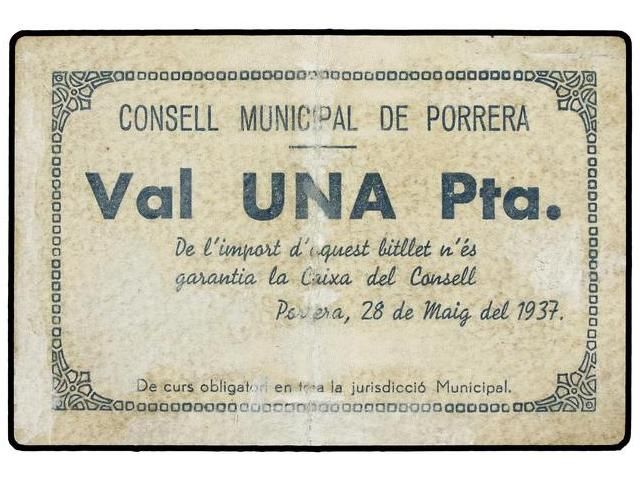 CONSELL MUNICIPAL DE PORRERA
Val UNA Pta.
De l'import d'aquest bitllet n'és
garantia la Caixa del Consell
Porrera, 28 de Maig del 1937.
De curs obligatori en tota la jurisdicció Municipal.